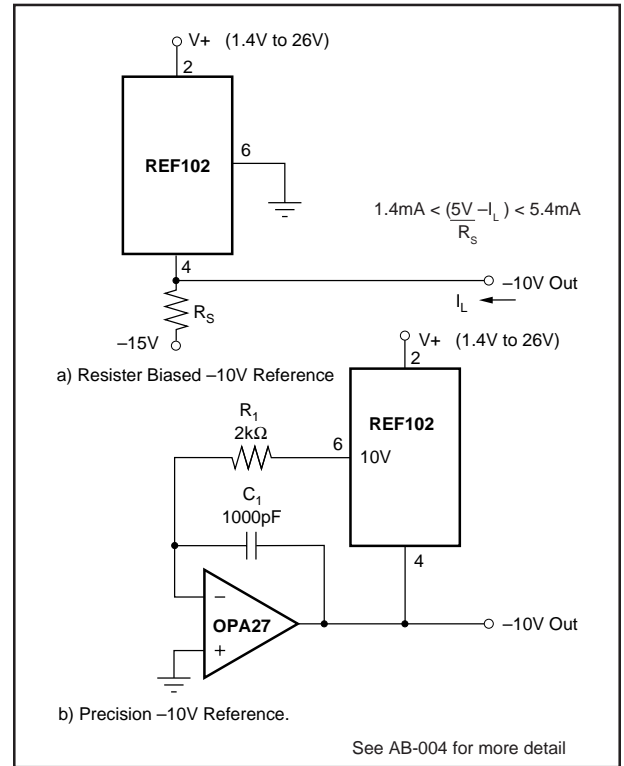 V+ (1.4V to 26V)
2
REF102
6
4
1.4mA < (5V –I_L) < 5.4mA
R_S
–10V Out
I_L
R_S
–15V
a) Resister Biased –10V Reference
V+ (1.4V to 26V)
2
REF102
R_1
2kΩ
6
10V
C_1
1000pF
4
–
OPA27
+
–10V Out
b) Precision –10V Reference.
See AB-004 for more detail